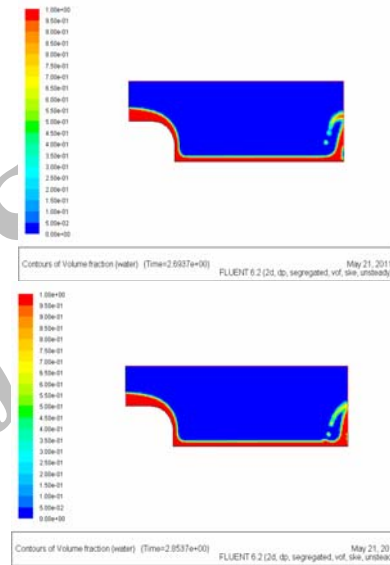 1.00e+00
9.50e-01
9.00e-01
8.50e-01
8.00e-01
7.50e-01
7.00e-01
6.50e-01
6.00e-01
5.50e-01
5.00e-01
4.50e-01
4.00e-01
3.50e-01
3.00e-01
2.50e-01
2.00e-01
1.50e-01
1.00e-01
5.00e-02
0.00e+00
Contours of Volume fraction (water) (Time=2.6937e+00) May 21, 2011
FLUENT 6.2 (2d, dp, segregated, vof, ske, unsteady
1.00e+00
9.50e-01
9.00e-01
8.50e-01
8.00e-01
7.50e-01
7.00e-01
6.50e-01
6.00e-01
5.50e-01
5.00e-01
4.50e-01
4.00e-01
3.50e-01
3.00e-01
2.50e-01
2.00e-01
1.50e-01
1.00e-01
5.00e-02
0.00e+00
Contours of Volume fraction (water) (Time=2.8537e+00) May 21, 20
FLUENT 6.2 (2d, dp, segregated, vof, ske, unstead